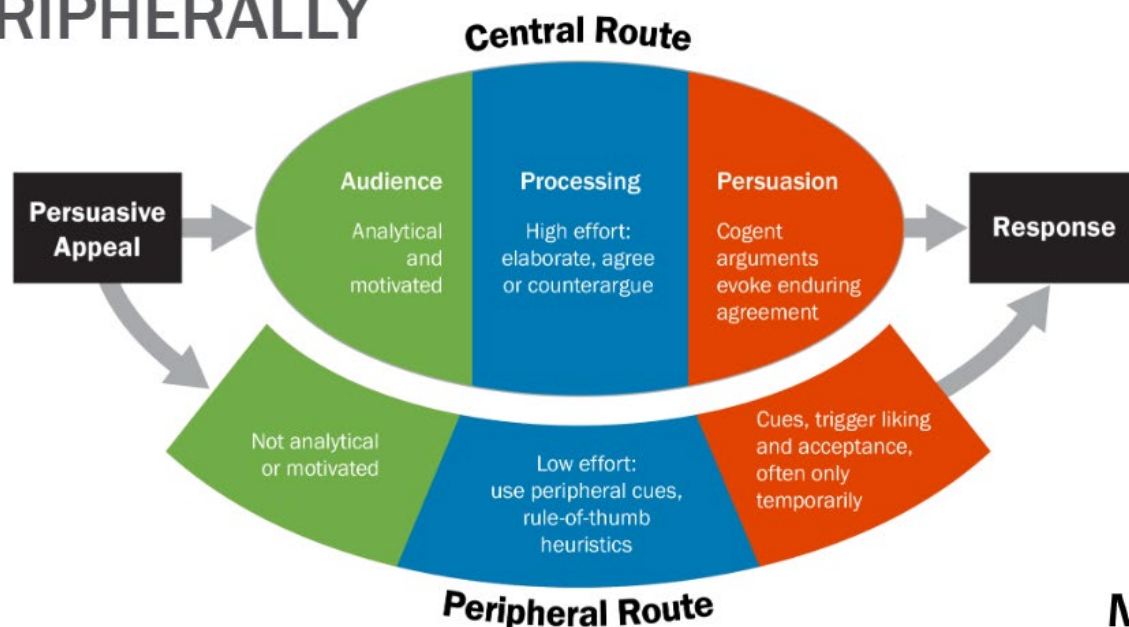 RIPHERALLY
Central Route
Persuasive
Appeal
Audience
Analytical
and
motivated
Processing
High effort:
elaborate, agree
or counterargue
Persuasion
Cogent
arguments
evoke enduring
agreement
Response
Not analytical
or motivated
Low effort:
use peripheral cues,
rule-of-thumb
heuristics
Cues, trigger liking
and acceptance,
often only
temporarily
Peripheral Route
M